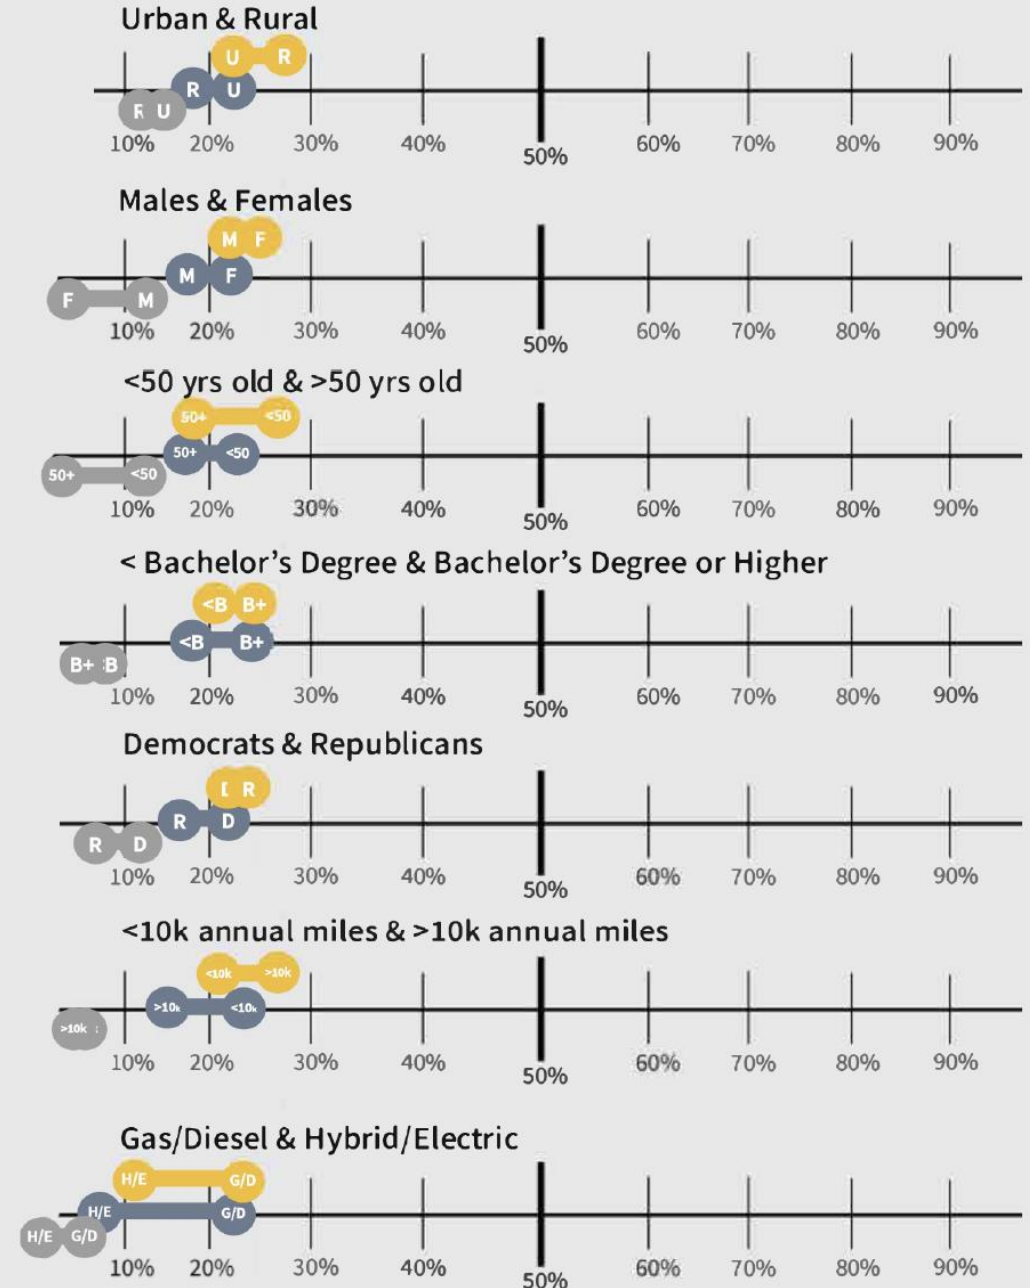 Urban & Rural
U R
R U
R U
10% 20% 30% 40% 50% 60% 70% 80% 90%
Males & Females
M F
M F
F M
10% 20% 30% 40% 50% 60% 70% 80% 90%
<50 yrs old & >50 yrs old
50+ <50
50+ <50
50+ <50
10% 20% 30% 40% 50% 60% 70% 80% 90%
< Bachelor’s Degree & Bachelor’s Degree or Higher
<B B+
<B B+
B+ B
10% 20% 30% 40% 50% 60% 70% 80% 90%
Democrats & Republicans
R
R D
R D
10% 20% 30% 40% 50% 60% 70% 80% 90%
<10k annual miles & >10k annual miles
<10k >10k
>10k <10k
>10k
10% 20% 30% 40% 50% 60% 70% 80% 90%
Gas/Diesel & Hybrid/Electric
H/E G/D
H/E G/D
H/E G/D
10% 20% 30% 40% 50% 60% 70% 80% 90%